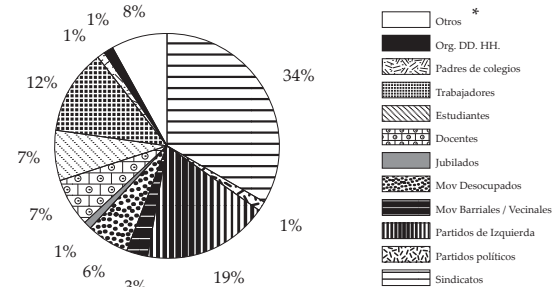 1%
8%
1%
34%
12%
7%
7%
1%
6%
3%
19%
1%
Otros *
Org. DD. HH.
Padres de colegios
Trabajadores
Estudiantes
Docentes
Jubilados
Mov Desocupados
Mov Barriales / Vecinales
Partidos de Izquierda
Partidos políticos
Sindicatos